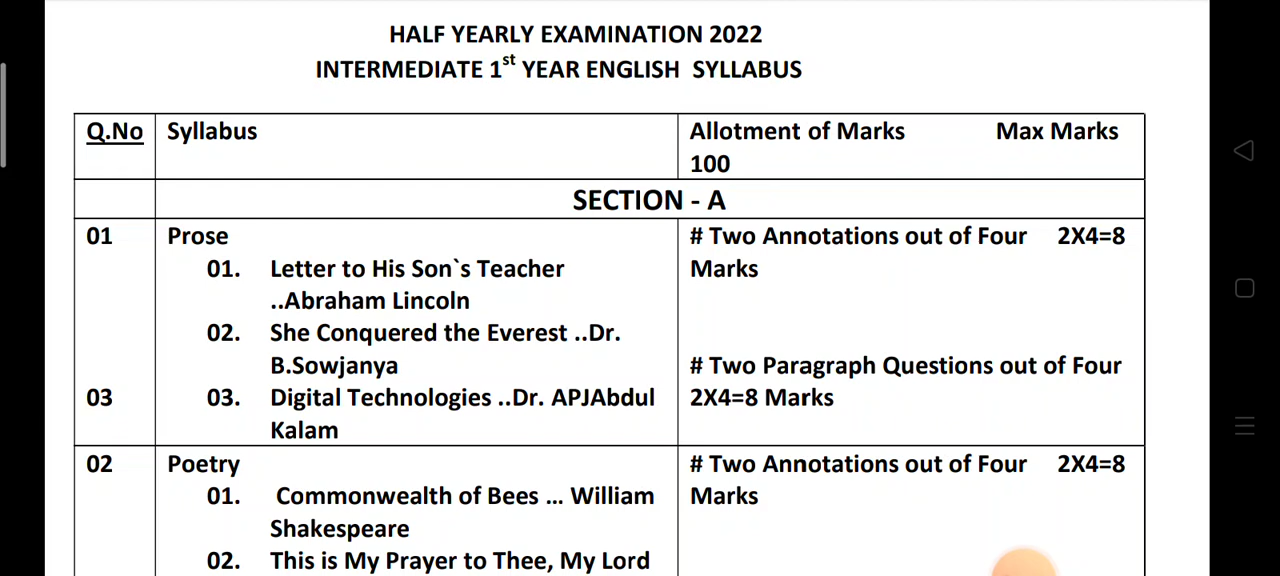 HALF YEARLY EXAMINATION 2022
INTERMEDIATE 1st YEAR ENGLISH SYLLABUS
Q.No Syllabus Allotment of Marks Max Marks
100
SECTION - A
01 Prose # Two Annotations out of Four 2X4=8
01. Letter to His Son`s Teacher Marks
..Abraham Lincoln
02. She Conquered the Everest ..Dr.
B.Sowjanya # Two Paragraph Questions out of Four
03 03. Digital Technologies ..Dr. APJAbdul 2X4=8 Marks
Kalam
02 Poetry # Two Annotations out of Four 2X4=8
01. Commonwealth of Bees ... William Marks
Shakespeare
02. This is My Prayer to Thee, My Lord